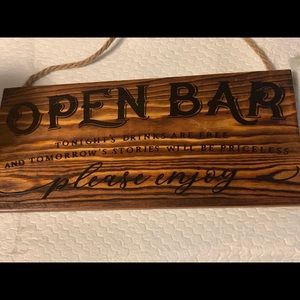 OPEN BAR
TONIGHT'S DRINKS ARE FREE
AND TOMORROW'S STORIES WILL BE PRICELESS
please enjoy